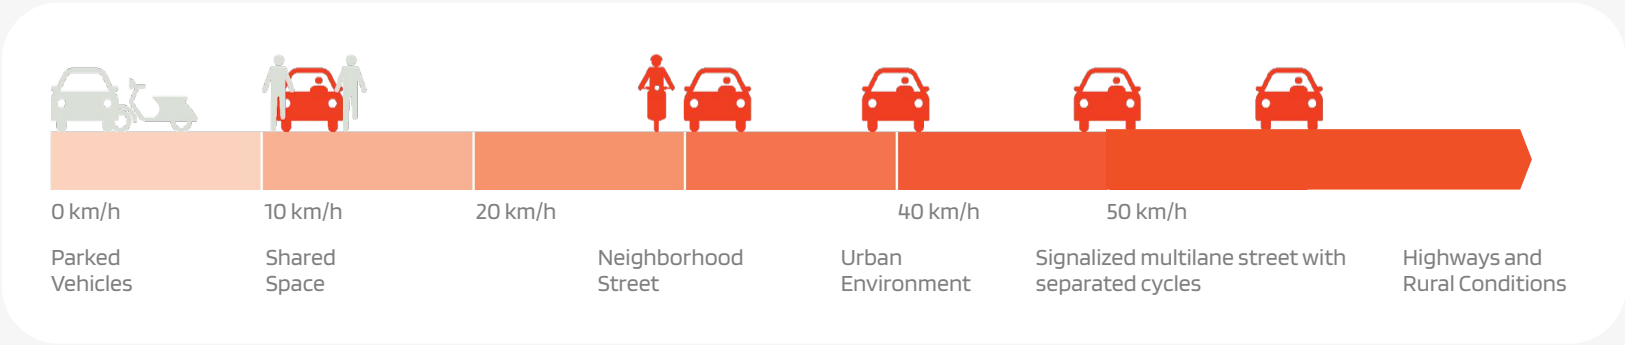 0 km/h
10 km/h
20 km/h
40 km/h
50 km/h
Parked
Vehicles
Shared
Space
Neighborhood
Street
Urban
Environment
Signalized multilane street with
separated cycles
Highways and
Rural Conditions